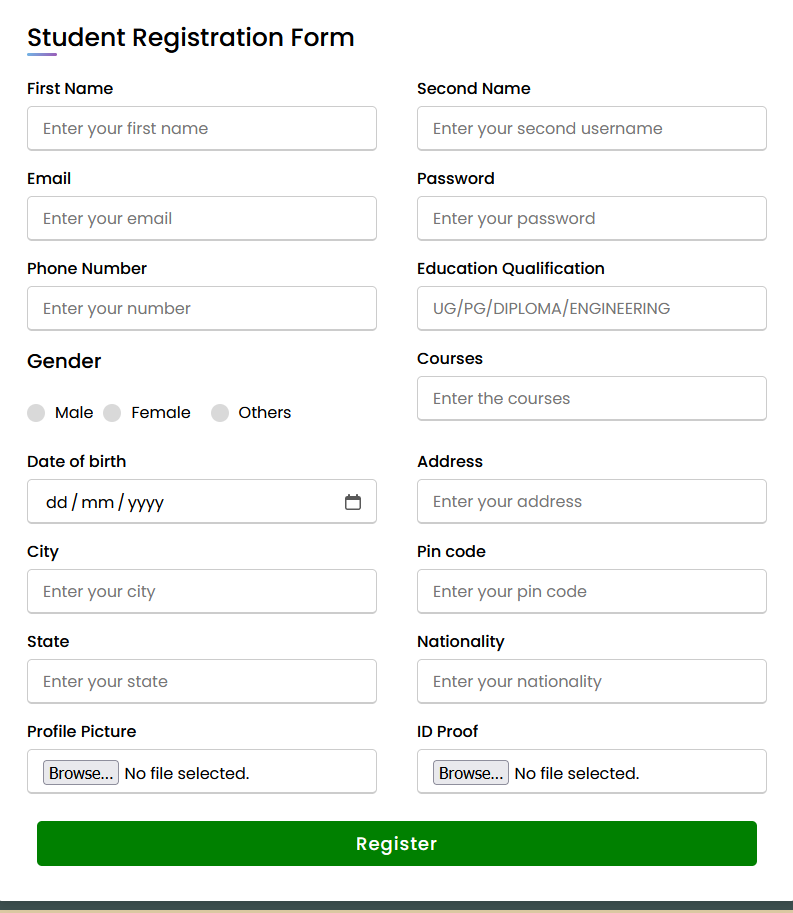 Student Registration Form
First Name
Second Name
Enter your first name
Enter your second username
Email
Password
Enter your email
Enter your password
Phone Number
Education Qualification
Enter your number
UG/PG/DIPLOMA/ENGINEERING
Gender
Courses
Enter the courses
Male Female Others
Date of birth
Address
dd/mm/yyyy
Enter your address
City
Pin code
Enter your city
Enter your pin code
State
Nationality
Enter your state
Enter your nationality
Profile Picture
ID Proof
Browse... No file selected.
Browse... No file selected.
Register